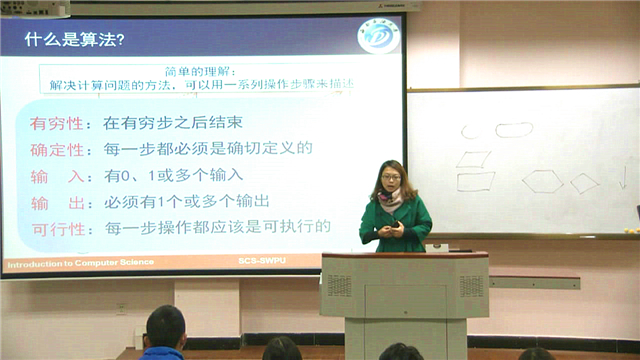 什么是算法?
简单的理解：
解决计算问题的方法，可以用一系列操作步骤来描述
有穷性：在有穷步之后结束
确定性：每一步都必须是确切定义的
输 入：有0、1或多个输入
输 出：必须有1个或多个输出
可行性：每一步操作都应该是可执行的
Introduction to Computer Science SCS-SWPU